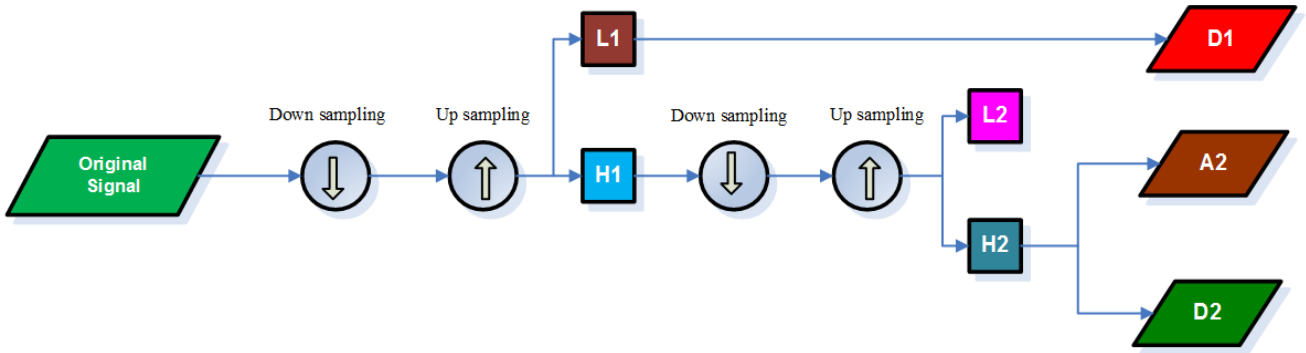 L1
D1
Down sampling
Up sampling
Down sampling
Up sampling
L2
Original
Signal
H1
A2
H2
D2